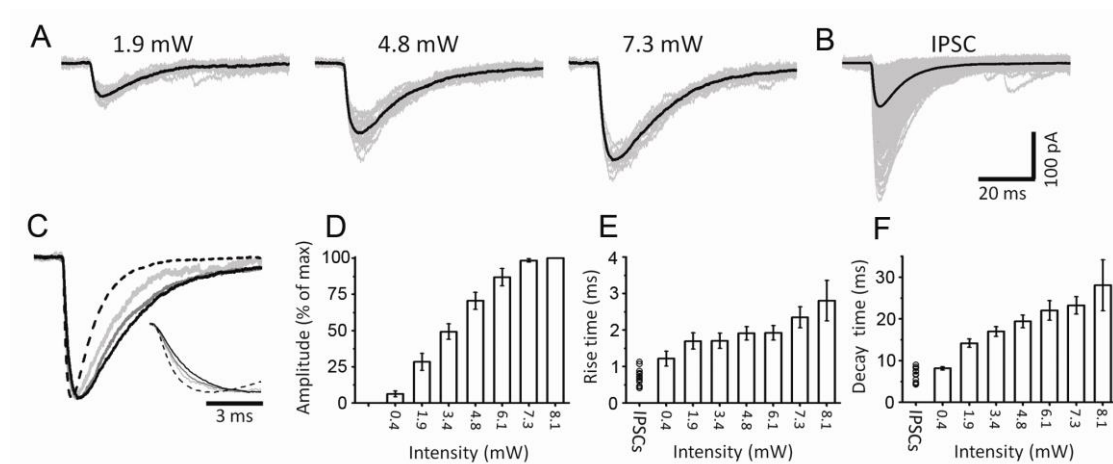 A
1.9 mW
4.8 mW
7.3 mW
B
IPSC
100 pA
20 ms
C
3 ms
D
Amplitude (% of max)
100
75
50
25
0
0.4
1.9
3.4
4.8
6.1
7.3
8.1
Intensity (mW)
E
Rise time (ms)
4
3
2
1
0
IPSCs
0.4
1.9
3.4
4.8
6.1
7.3
8.1
Intensity (mW)
F
Decay time (ms)
30
20
10
0
IPSCs
0.4
1.9
3.4
4.8
6.1
7.3
8.1
Intensity (mW)